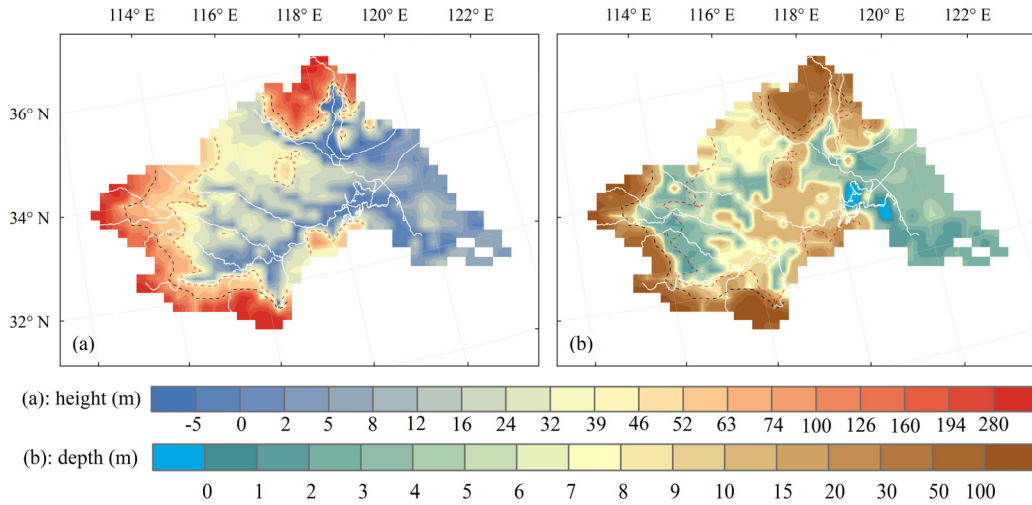 114° E 116° E 118° E 120° E 122° E 114° E 116° E 118° E 120° E 122° E
36° N
34° N
32° N
(a) (b)
(a): height (m)
-5 0 2 5 8 12 16 24 32 39 46 52 63 74 100 126 160 194 280
(b): depth (m)
0 1 2 3 4 5 6 7 8 9 10 15 20 30 50 100